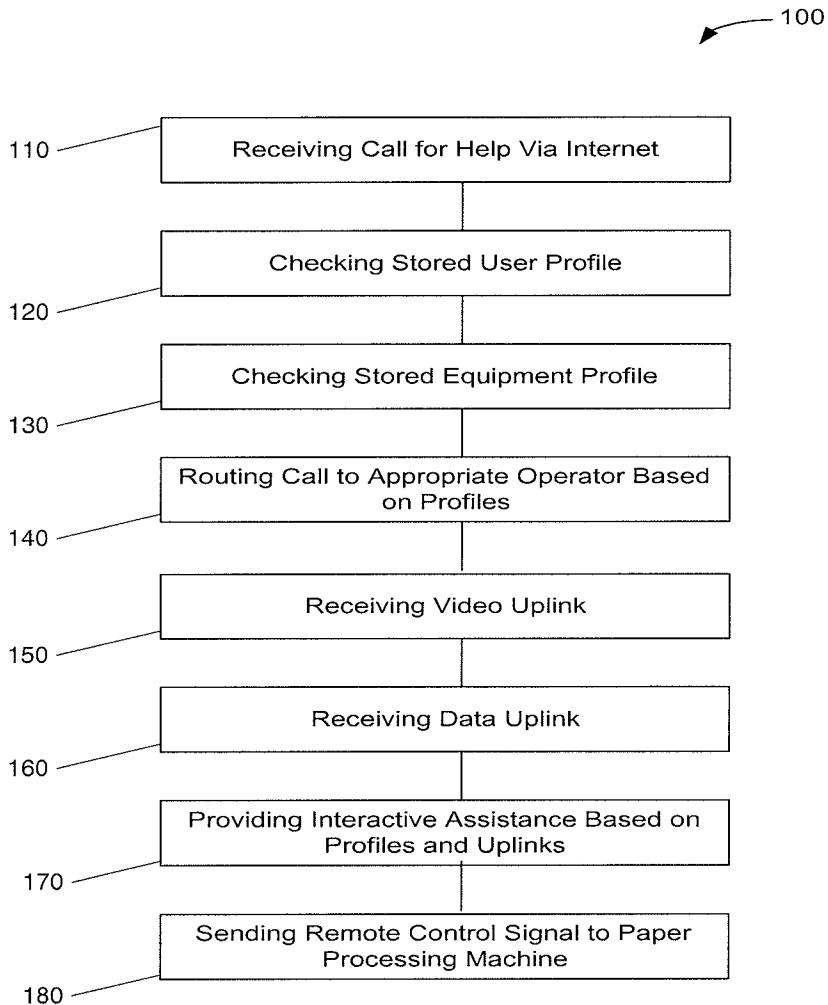 100
110
Receiving Call for Help Via Internet
Checking Stored User Profile
120
Checking Stored Equipment Profile
130
Routing Call to Appropriate Operator Based
on Profiles
140
Receiving Video Uplink
150
Receiving Data Uplink
160
Providing Interactive Assistance Based on
Profiles and Uplinks
170
Sending Remote Control Signal to Paper
Processing Machine
180